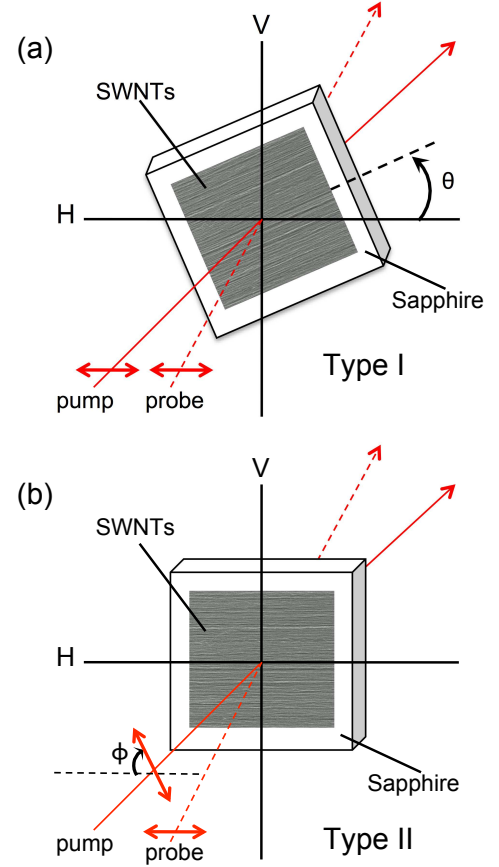 (a)
V
SWNTs
θ
H
Sapphire
Type I
pump
probe
(b)
V
SWNTs
H
ϕ
Sapphire
pump
probe
Type II